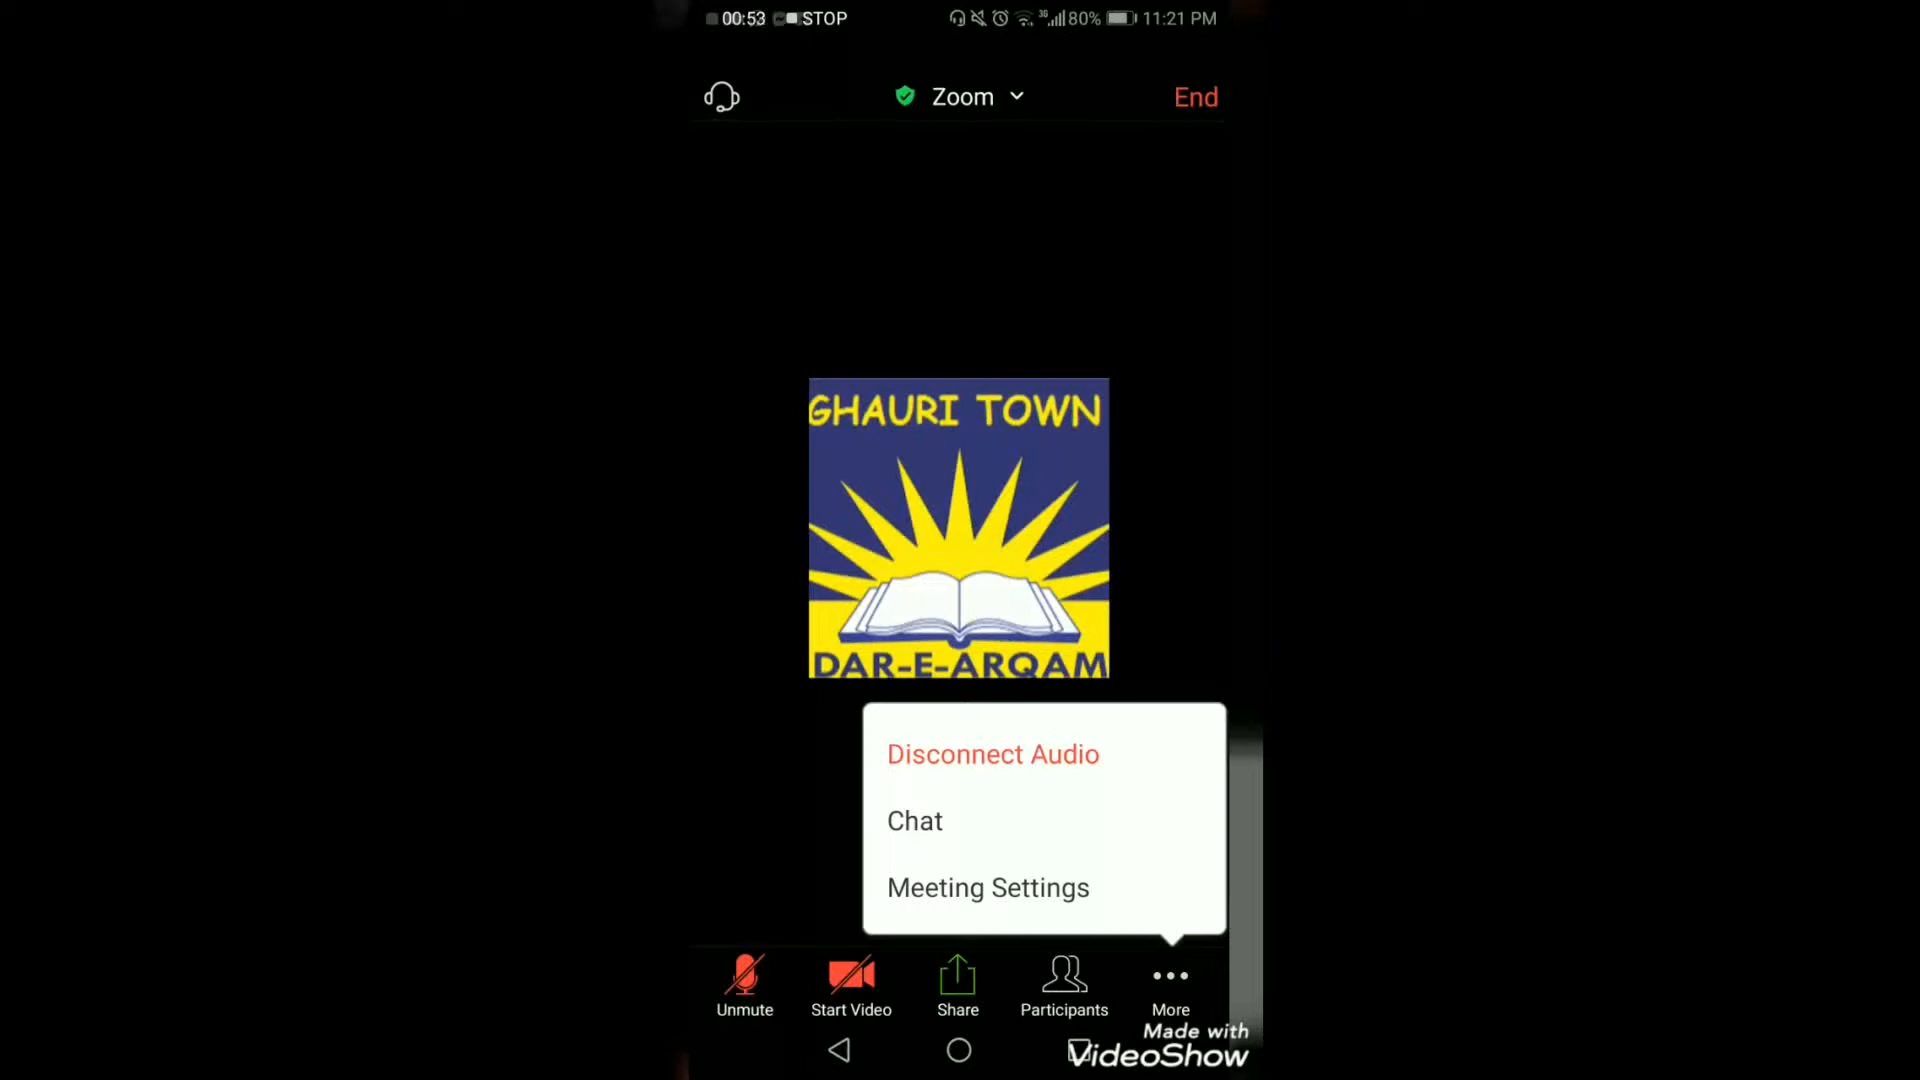 00:53 STOP 3G 80% 11:21 PM
Zoom End
GHAURI TOWN
DAR-E-ARQAM
Disconnect Audio
Chat
Meeting Settings
Unmute Start Video Share Participants More
Made with
VideoShow